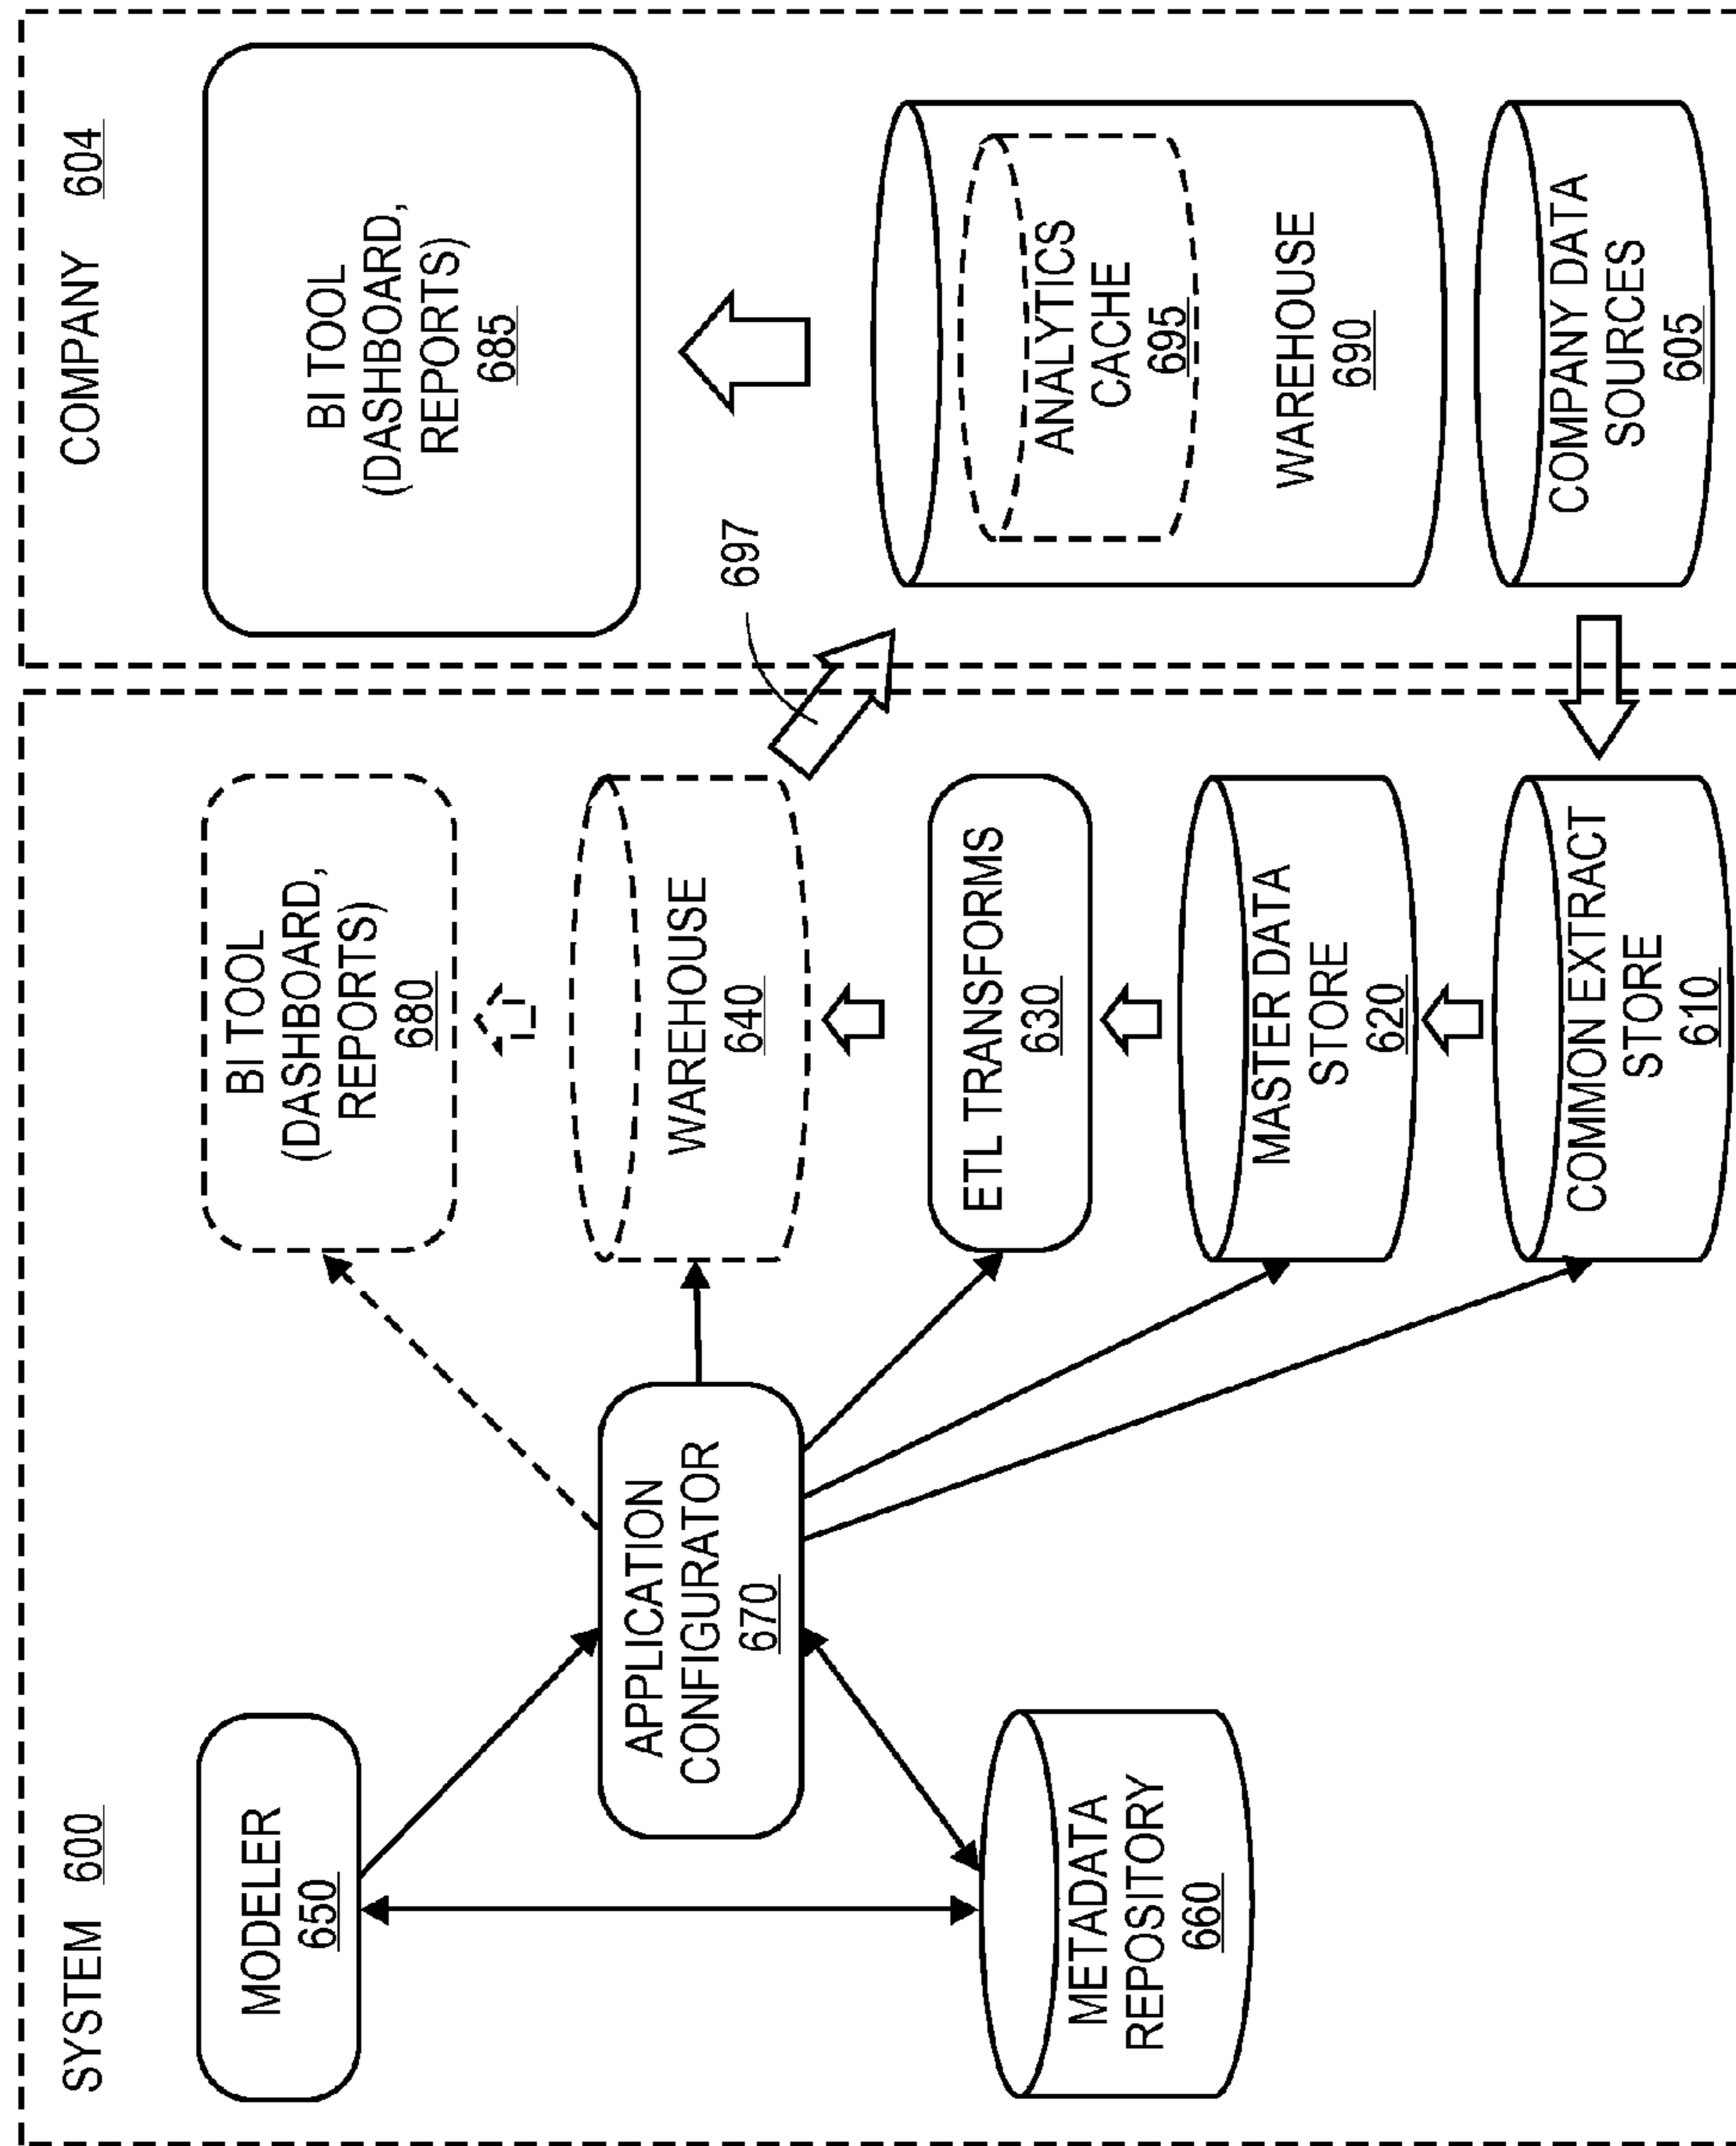 SYSTEM 600
MODELER
650
APPLICATION
CONFIGURATOR
670
METADATA
REPOSITORY
660
BI TOOL
(DASHBOARD,
REPORTS)
680
WAREHOUSE
640
ETL TRANSFORMS
630
MASTER DATA
STORE
620
COMMON EXTRACT
STORE
610
COMPANY 604
BI TOOL
(DASHBOARD,
REPORTS)
685
697
ANALYTICS
CACHE
695
WAREHOUSE
690
COMPANY DATA
SOURCES
605